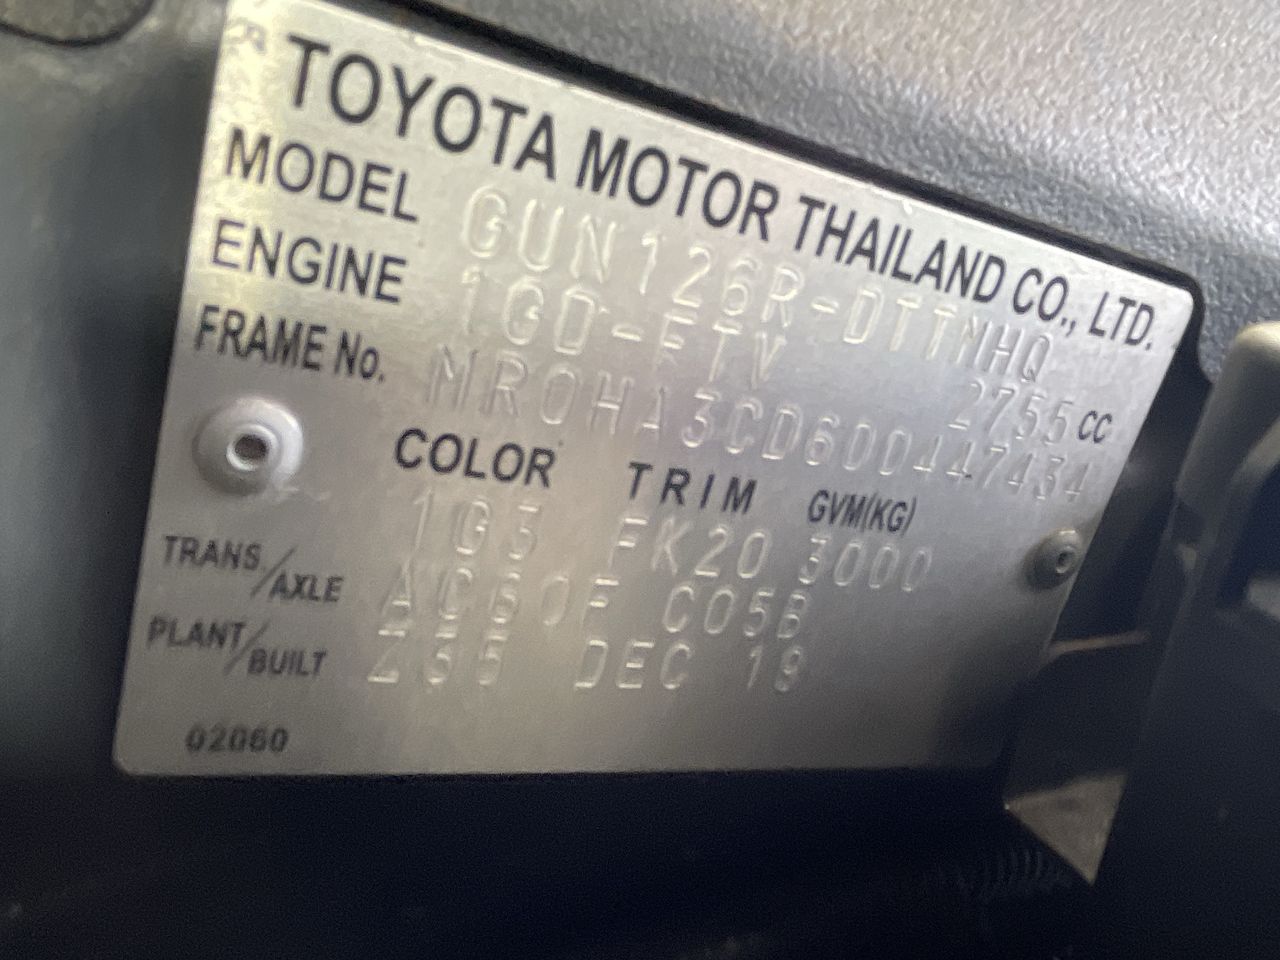 TOYOTA MOTOR THAILAND CO., LTD.
MODEL GUN126R-DTTMHQ
ENGINE 1GD-FTV 2755 CC
FRAME No. MR0HA3CD600447434
COLOR TRIM GVM(KG)
1G3 FK20 3000
TRANS/AXLE AC60F C05B
PLANT/BUILT Z65 DEC 19
02060